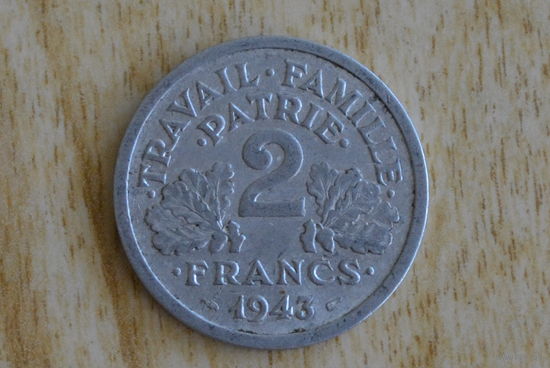 ·TRAVAIL·FAMILLE·
·PATRIE·
2
·FRANCS·
1943